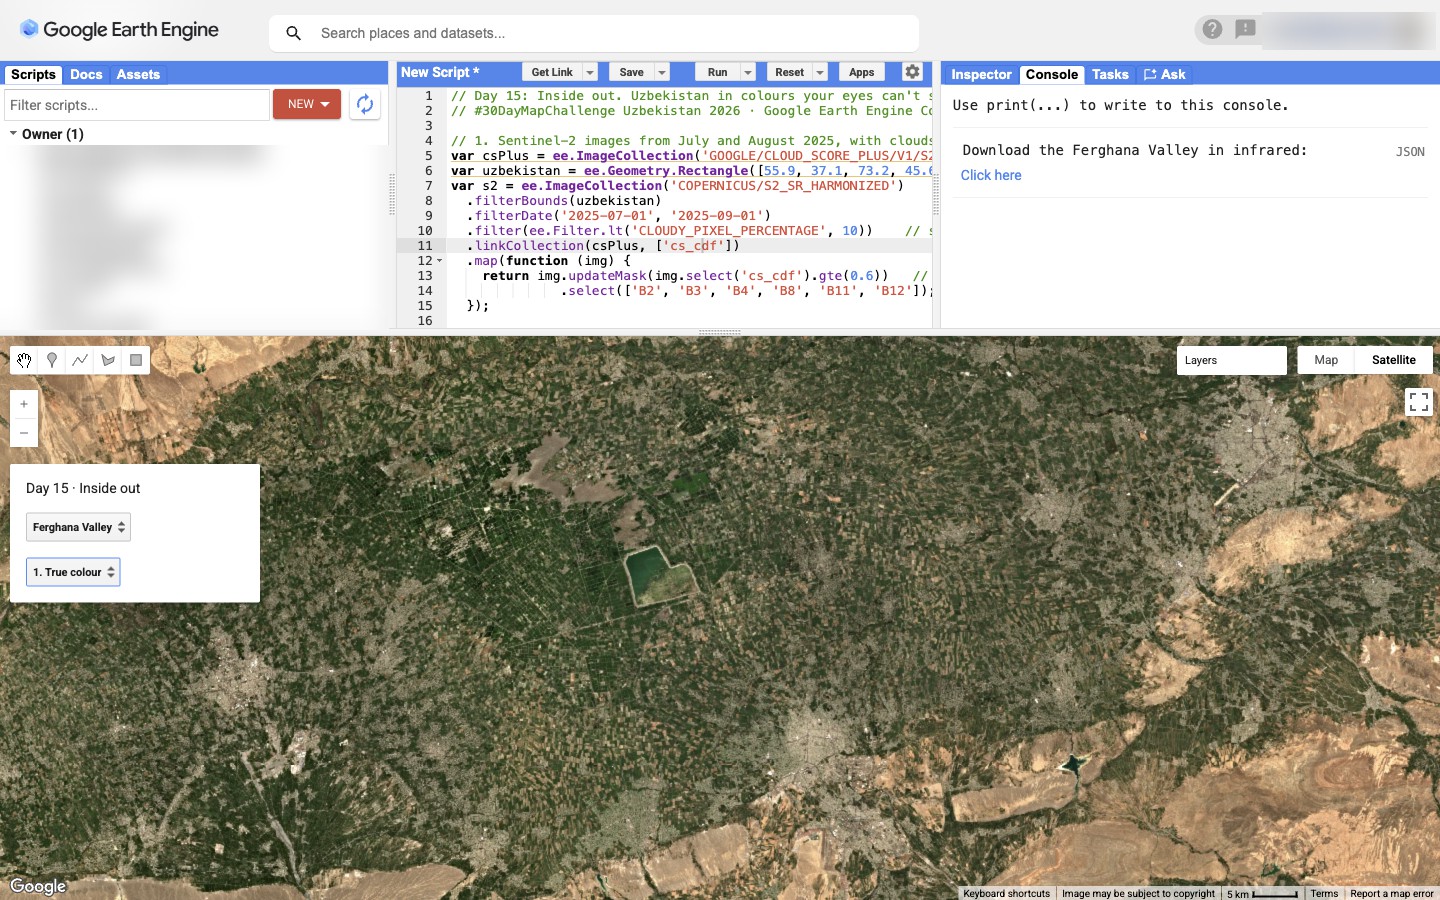 Google Earth Engine
Search places and datasets...
Scripts Docs Assets
Filter scripts...
NEW
Owner (1)
New Script *
Get Link
Save
Run
Reset
Apps
1 // Day 15: Inside out. Uzbekistan in colours your eyes can't
2 // #30DayMapChallenge Uzbekistan 2026 · Google Earth Engine
3
4 // 1. Sentinel-2 images from July and August 2025, with clouds
5 var csPlus = ee.ImageCollection('GOOGLE/CLOUD_SCORE_PLUS/V1/S2
6 var uzbekistan = ee.Geometry.Rectangle([55.9, 37.1, 73.2, 45.6
7 var s2 = ee.ImageCollection('COPERNICUS/S2_SR_HARMONIZED')
8 .filterBounds(uzbekistan)
9 .filterDate('2025-07-01', '2025-09-01')
10 .filter(ee.Filter.lt('CLOUDY_PIXEL_PERCENTAGE', 10)) //
11 .linkCollection(csPlus, ['cs_cdf'])
12 .map(function (img) {
13 return img.updateMask(img.select('cs_cdf').gte(0.6)) //
14 .select(['B2', 'B3', 'B4', 'B8', 'B11', 'B12']);
15 });
16
Inspector Console Tasks Ask
Use print(...) to write to this console.
Download the Ferghana Valley in infrared:
JSON
Click here
Layers
Map
Satellite
+
−
Day 15 · Inside out
Ferghana Valley
1. True colour
Google
Keyboard shortcuts
Image may be subject to copyright
5 km
Terms
Report a map error